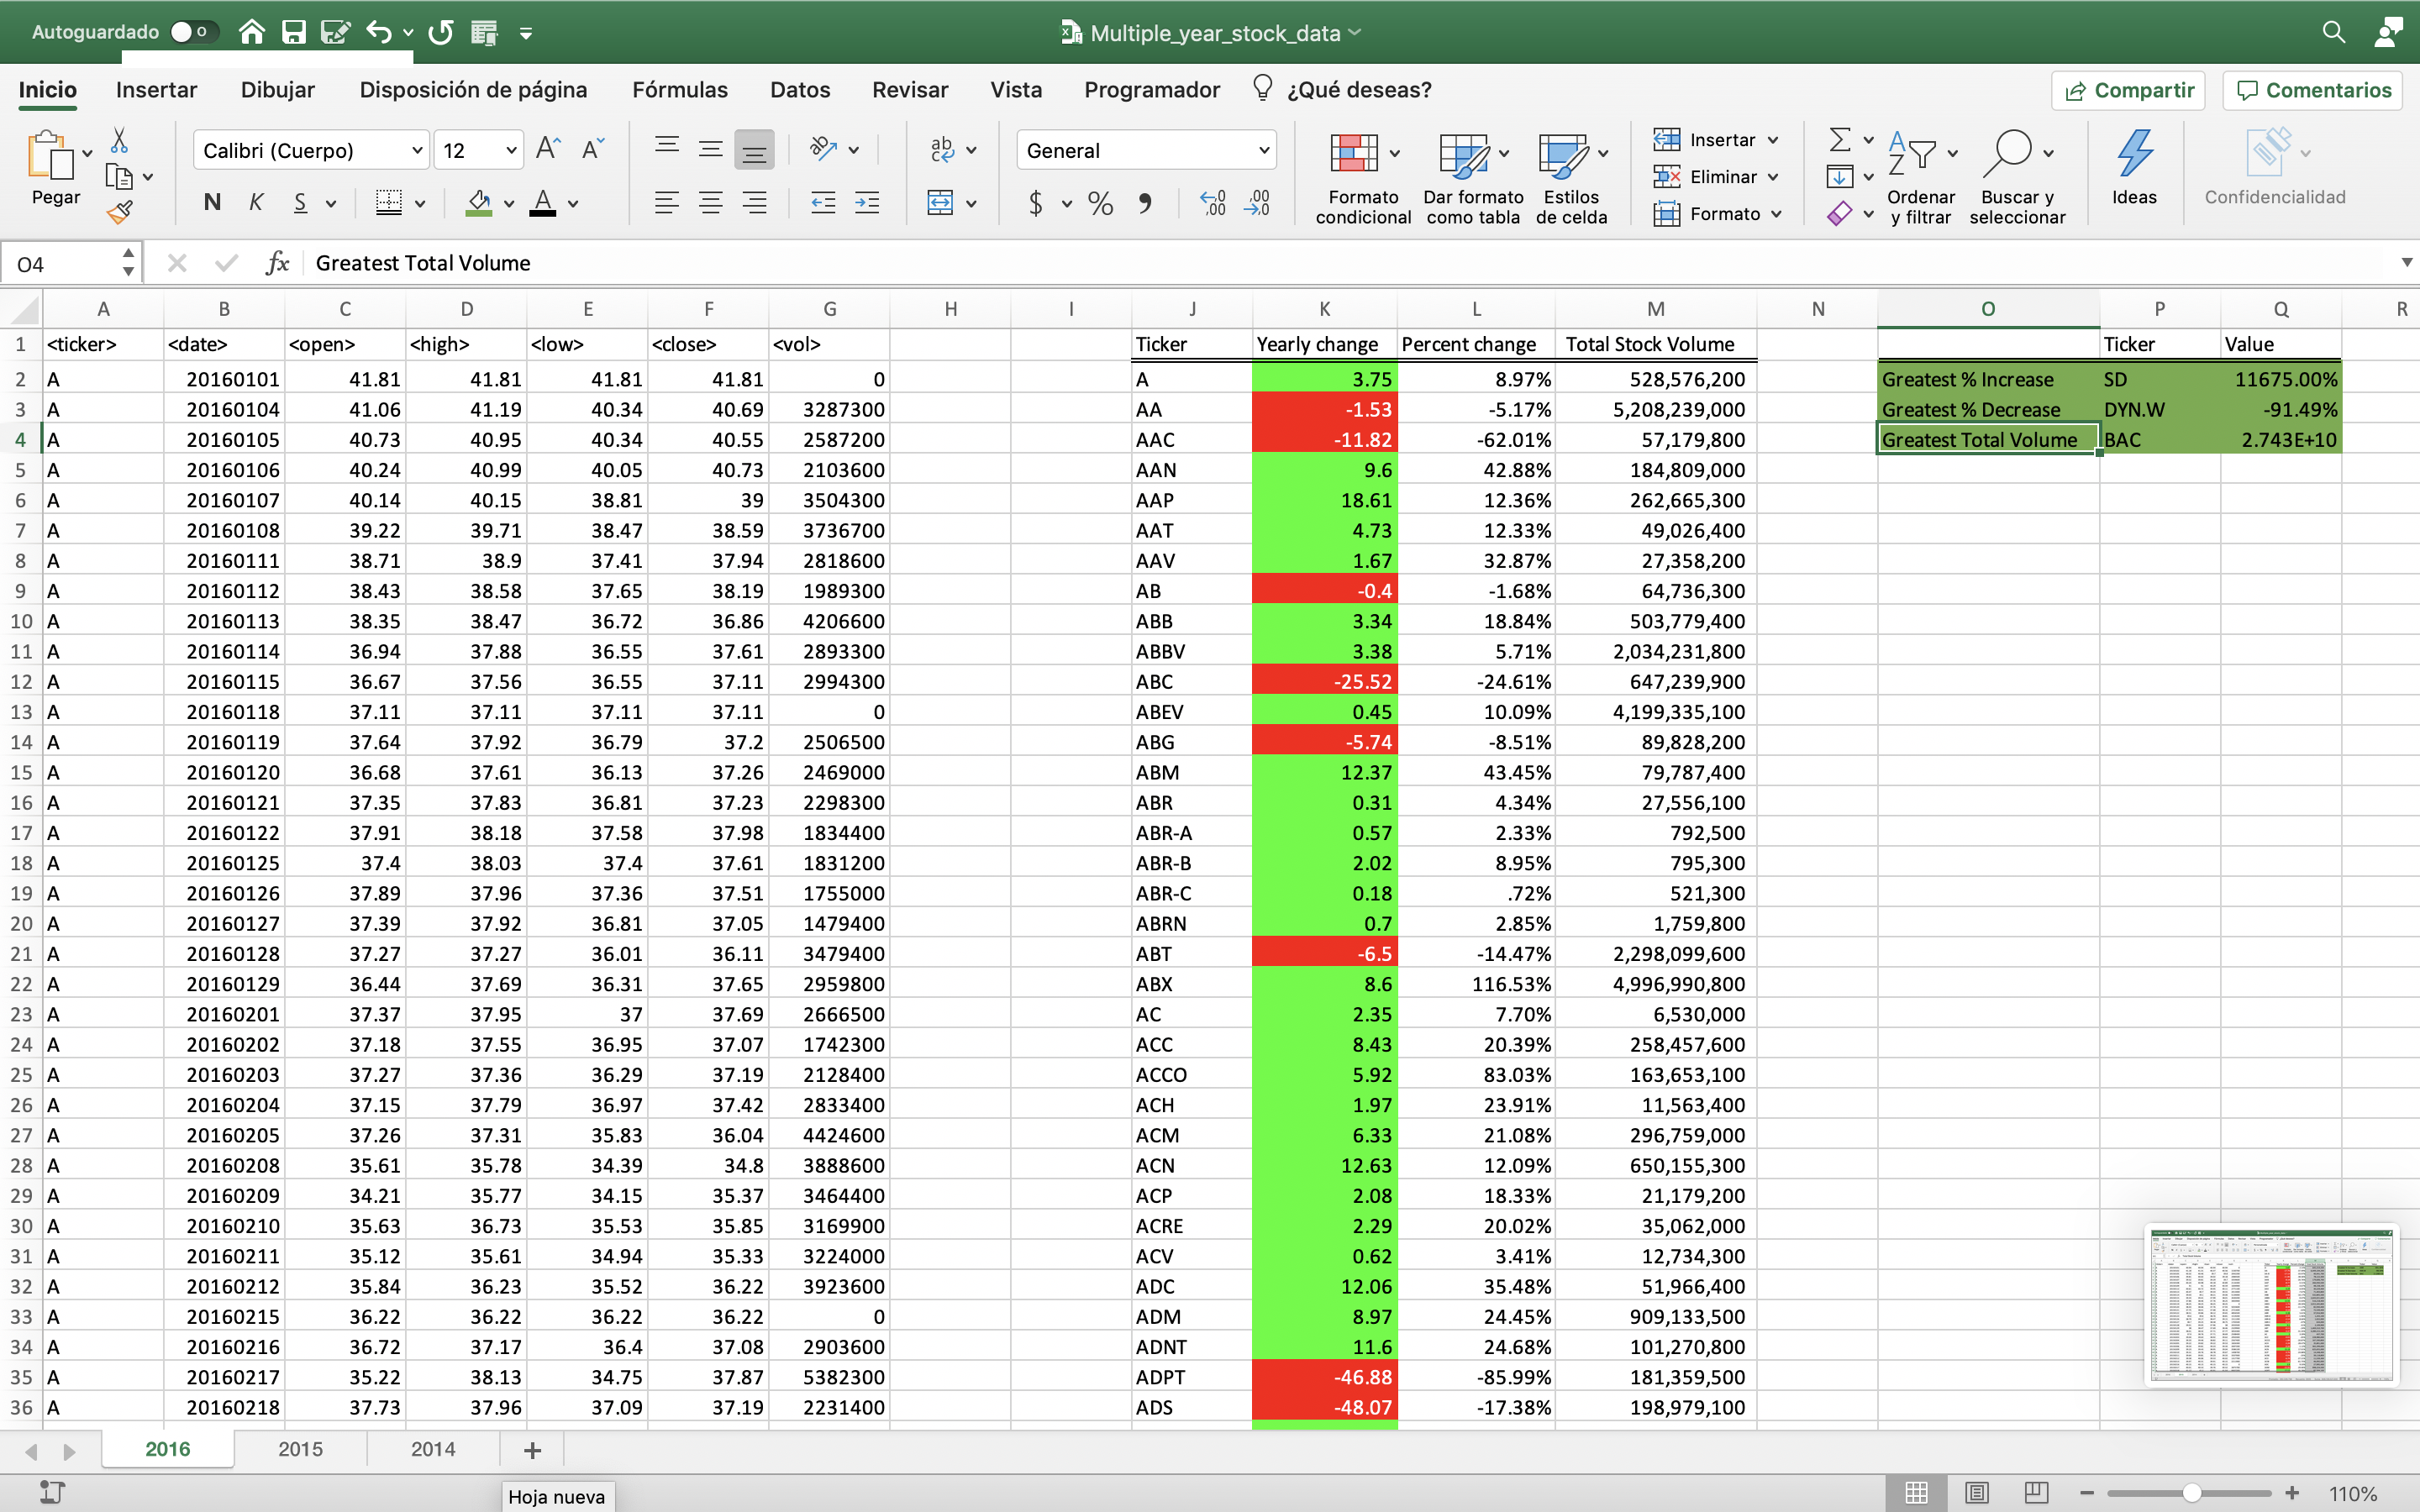 Autoguardado
Multiple_year_stock_data
Inicio Insertar Dibujar Disposición de página Fórmulas Datos Revisar Vista Programador ¿Qué deseas? Compartir Comentarios
Pegar Calibri (Cuerpo) 12 General Formato condicional Dar formato como tabla Estilos de celda Insertar Eliminar Formato Ordenar y filtrar Buscar y seleccionar Ideas Confidencialidad
N K S
O4 fx Greatest Total Volume
A B C D E F G H I J K L M N O P Q R
1 <ticker> <date> <open> <high> <low> <close> <vol> Ticker Yearly change Percent change Total Stock Volume Ticker Value
2 A 20160101 41.81 41.81 41.81 41.81 0 A 3.75 8.97% 528,576,200 Greatest % Increase SD 11675.00%
3 A 20160104 41.06 41.19 40.34 40.69 3287300 AA -1.53 -5.17% 5,208,239,000 Greatest % Decrease DYN.W -91.49%
4 A 20160105 40.73 40.95 40.34 40.55 2587200 AAC -11.82 -62.01% 57,179,800 Greatest Total Volume BAC 2.743E+10
5 A 20160106 40.24 40.99 40.05 40.73 2103600 AAN 9.6 42.88% 184,809,000
6 A 20160107 40.14 40.15 38.81 39 3504300 AAP 18.61 12.36% 262,665,300
7 A 20160108 39.22 39.71 38.47 38.59 3736700 AAT 4.73 12.33% 49,026,400
8 A 20160111 38.71 38.9 37.41 37.94 2818600 AAV 1.67 32.87% 27,358,200
9 A 20160112 38.43 38.58 37.65 38.19 1989300 AB -0.4 -1.68% 64,736,300
10 A 20160113 38.35 38.47 36.72 36.86 4206600 ABB 3.34 18.84% 503,779,400
11 A 20160114 36.94 37.88 36.55 37.61 2893300 ABBV 3.38 5.71% 2,034,231,800
12 A 20160115 36.67 37.56 36.55 37.11 2994300 ABC -25.52 -24.61% 647,239,900
13 A 20160118 37.11 37.11 37.11 37.11 0 ABEV 0.45 10.09% 4,199,335,100
14 A 20160119 37.64 37.92 36.79 37.2 2506500 ABG -5.74 -8.51% 89,828,200
15 A 20160120 36.68 37.61 36.13 37.26 2469000 ABM 12.37 43.45% 79,787,400
16 A 20160121 37.35 37.83 36.81 37.23 2298300 ABR 0.31 4.34% 27,556,100
17 A 20160122 37.91 38.18 37.58 37.98 1834400 ABR-A 0.57 2.33% 792,500
18 A 20160125 37.4 38.03 37.4 37.61 1831200 ABR-B 2.02 8.95% 795,300
19 A 20160126 37.89 37.96 37.36 37.51 1755000 ABR-C 0.18 .72% 521,300
20 A 20160127 37.39 37.92 36.81 37.05 1479400 ABRN 0.7 2.85% 1,759,800
21 A 20160128 37.27 37.27 36.01 36.11 3479400 ABT -6.5 -14.47% 2,298,099,600
22 A 20160129 36.44 37.69 36.31 37.65 2959800 ABX 8.6 116.53% 4,996,990,800
23 A 20160201 37.37 37.95 37 37.69 2666500 AC 2.35 7.70% 6,530,000
24 A 20160202 37.18 37.55 36.95 37.07 1742300 ACC 8.43 20.39% 258,457,600
25 A 20160203 37.27 37.36 36.29 37.19 2128400 ACCO 5.92 83.03% 163,653,100
26 A 20160204 37.15 37.79 36.97 37.42 2833400 ACH 1.97 23.91% 11,563,400
27 A 20160205 37.26 37.31 35.83 36.04 4424600 ACM 6.33 21.08% 296,759,000
28 A 20160208 35.61 35.78 34.39 34.8 3888600 ACN 12.63 12.09% 650,155,300
29 A 20160209 34.21 35.77 34.15 35.37 3464400 ACP 2.08 18.33% 21,179,200
30 A 20160210 35.63 36.73 35.53 35.85 3169900 ACRE 2.29 20.02% 35,062,000
31 A 20160211 35.12 35.61 34.94 35.33 3224000 ACV 0.62 3.41% 12,734,300
32 A 20160212 35.84 36.23 35.52 36.22 3923600 ADC 12.06 35.48% 51,966,400
33 A 20160215 36.22 36.22 36.22 36.22 0 ADM 8.97 24.45% 909,133,500
34 A 20160216 36.72 37.17 36.4 37.08 2903600 ADNT 11.6 24.68% 101,270,800
35 A 20160217 35.22 38.13 34.75 37.87 5382300 ADPT -46.88 -85.99% 181,359,500
36 A 20160218 37.73 37.96 37.09 37.19 2231400 ADS -48.07 -17.38% 198,979,100
2016 2015 2014
Hoja nueva 110%